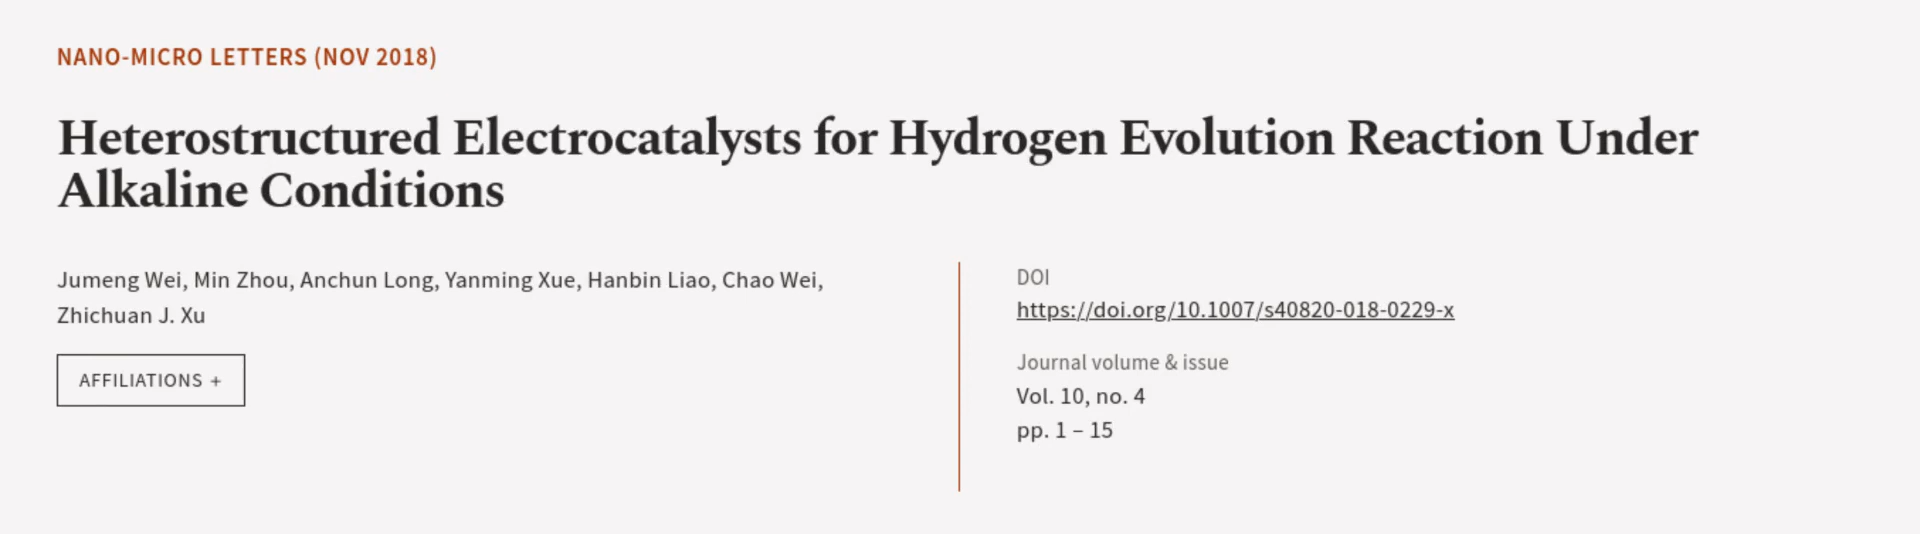 NANO-MICRO LETTERS (NOV 2018)
Heterostructured Electrocatalysts for Hydrogen Evolution Reaction Under
Alkaline Conditions
Jumeng Wei, Min Zhou, Anchun Long, Yanming Xue, Hanbin Liao, Chao Wei,
Zhichuan J. Xu
AFFILIATIONS +
DOI
https://doi.org/10.1007/s40820-018-0229-x
Journal volume & issue
Vol. 10, no. 4
pp. 1 – 15